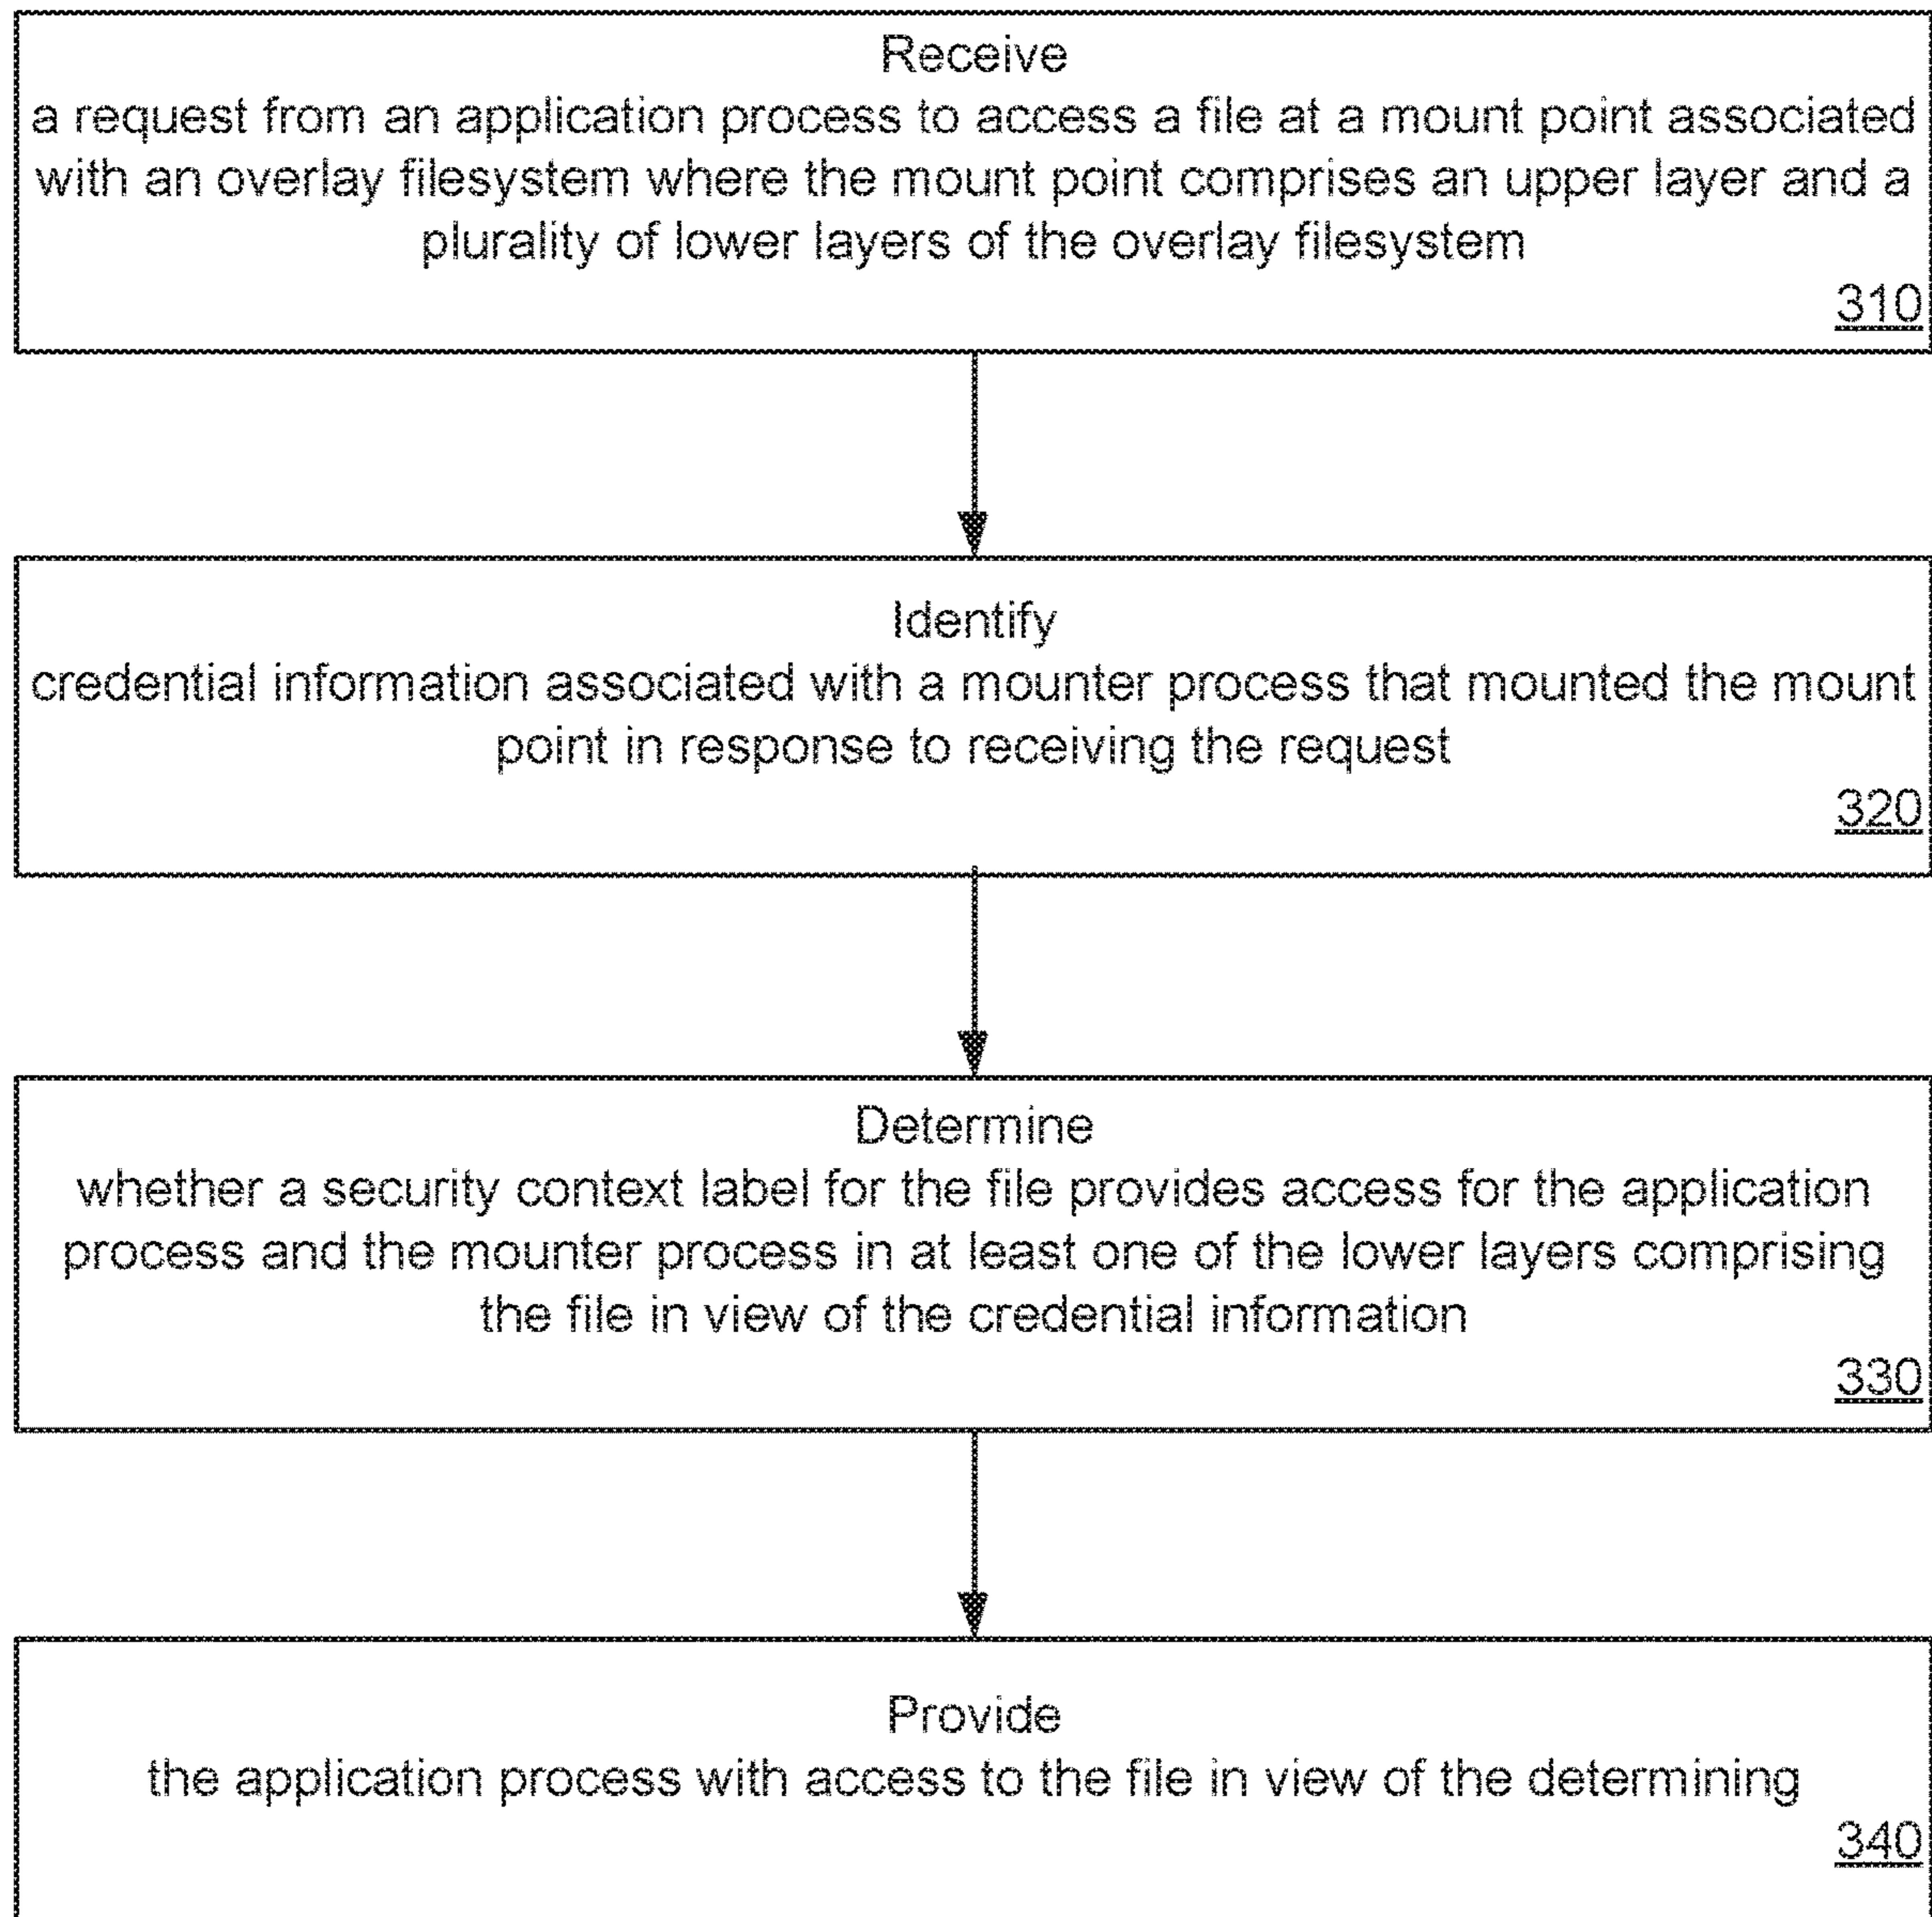 Receive
a request from an application process to access a file at a mount point associated
with an overlay filesystem where the mount point comprises an upper layer and a
plurality of lower layers of the overlay filesystem
310
Identify
credential information associated with a mounter process that mounted the mount
point in response to receiving the request
320
Determine
whether a security context label for the file provides access for the application
process and the mounter process in at least one of the lower layers comprising
the file in view of the credential information
330
Provide
the application process with access to the file in view of the determining
340